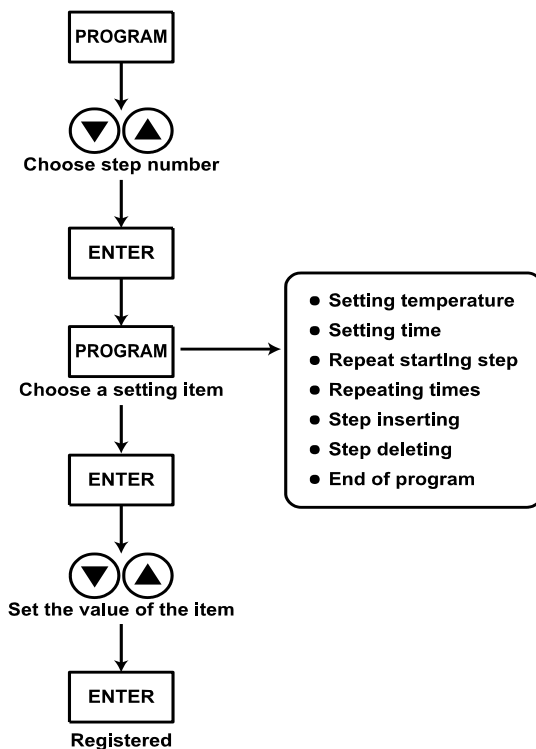 PROGRAM
Choose step number
ENTER
PROGRAM
Choose a setting item
● Setting temperature
● Setting time
● Repeat startIng step
● Repeating times
● Step inserting
● Step deleting
● End of program
ENTER
Set the value of the item
ENTER
Registered